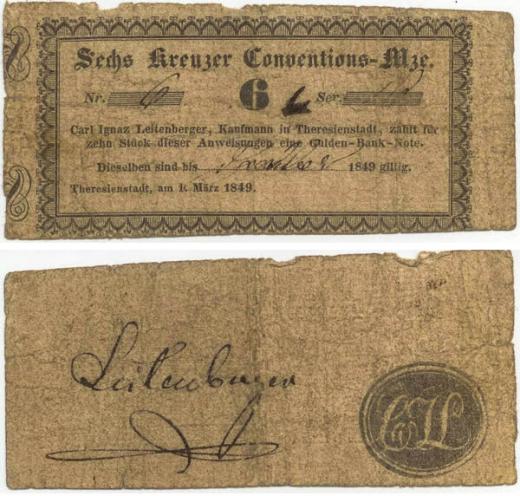 Sechs Kreuzer Conventions-Mze.
Nr. 6 6 Ser.
Carl Ignaz Leitenberger, Kaufmann in Theresienstadt, zahlt für
zehn Stück dieser Anweisungen eine Gulden-Bank-Note.
Dieselben sind bis 1849 giltig.
Theresienstadt, am 1. März 1849.
Leitenberger